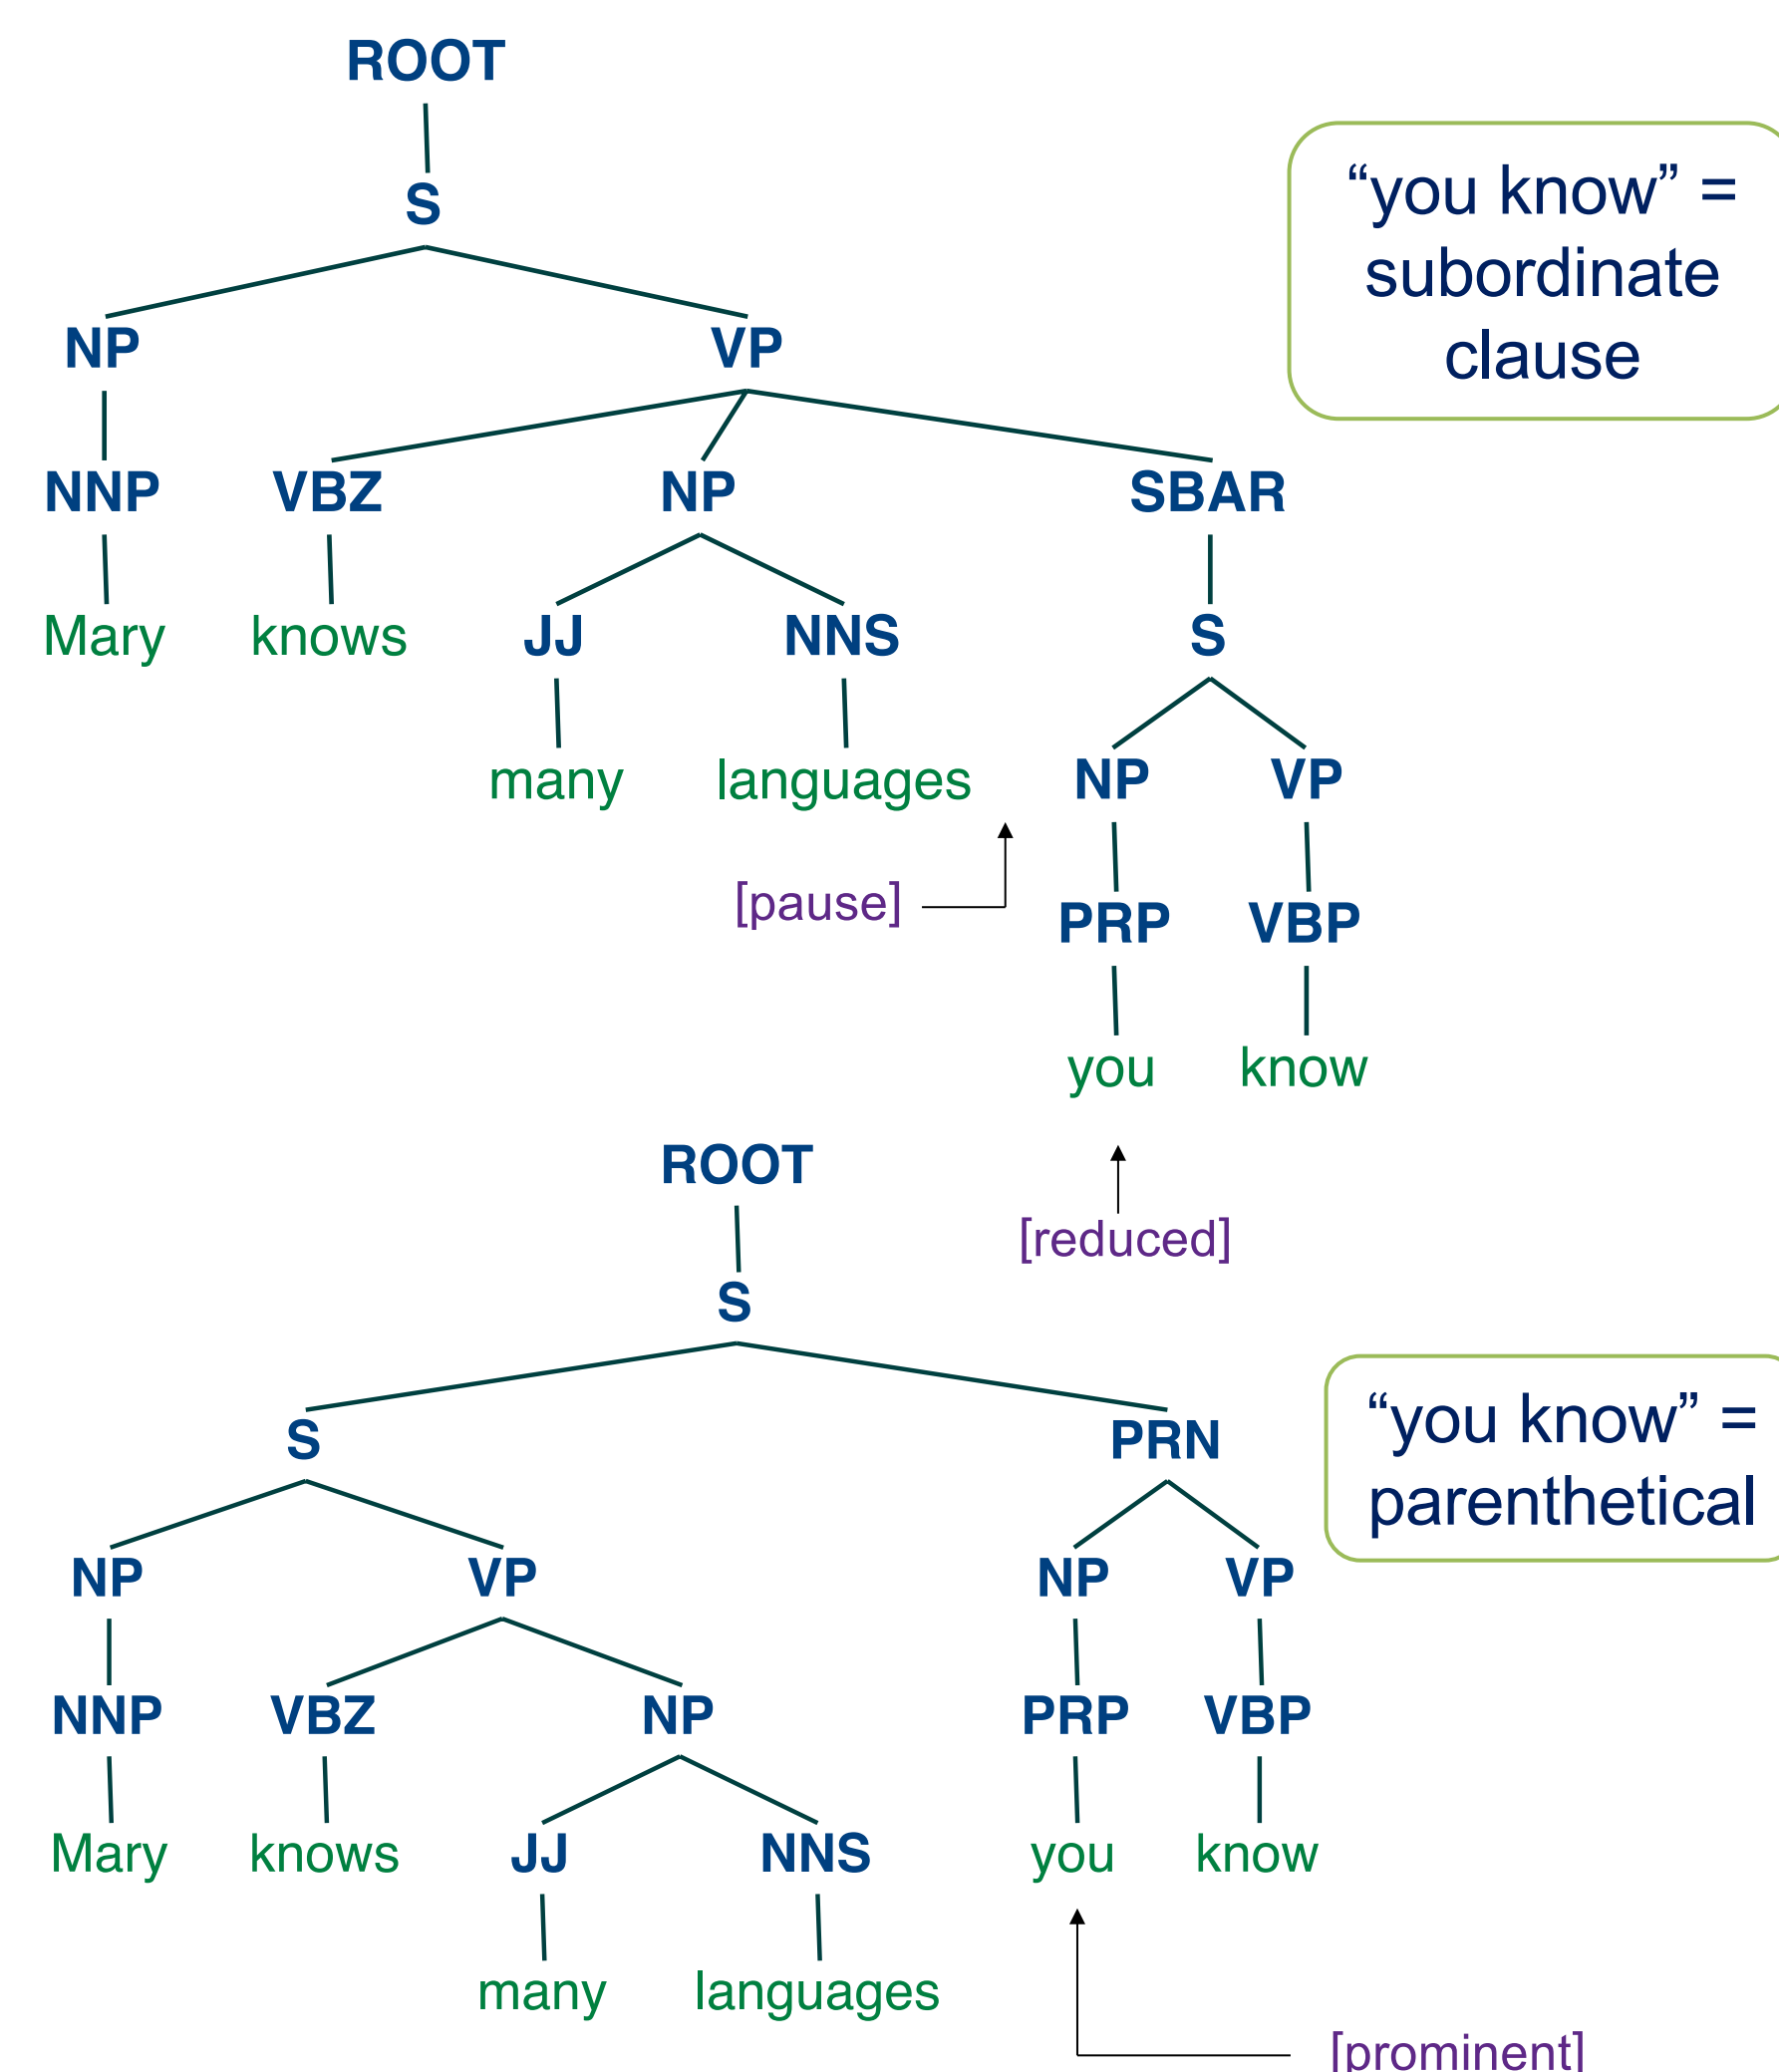 ROOT
S
“you know” =
subordinate
clause
NP VP
NNP VBZ NP SBAR
Mary knows JJ NNS S
many languages NP VP
[pause]
PRP VBP
you know
ROOT
[reduced]
S
“you know” =
parenthetical
S PRN
NP VP NP VP
NNP VBZ NP PRP VBP
Mary knows JJ NNS you know
many languages
[prominent]